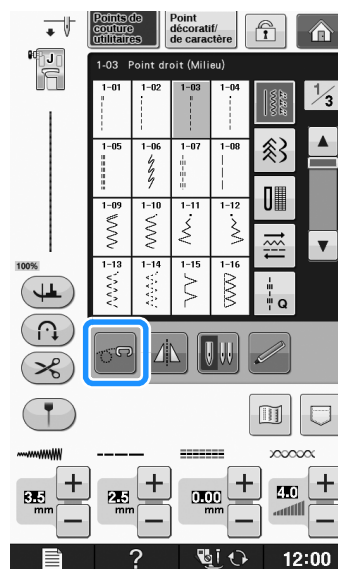 Points de couture utilitaires
Point décoratif/ de caractère
J
1-03 Point droit (Milieu)
1/3
1-01 1-02 1-03 1-04
1-05 1-06 1-07 1-08
1-09 1-10 1-11 1-12
1-13 1-14 1-15 1-16
Q
100%
3.5 mm
2.5 mm
0.00 mm
4.0
?
12:00